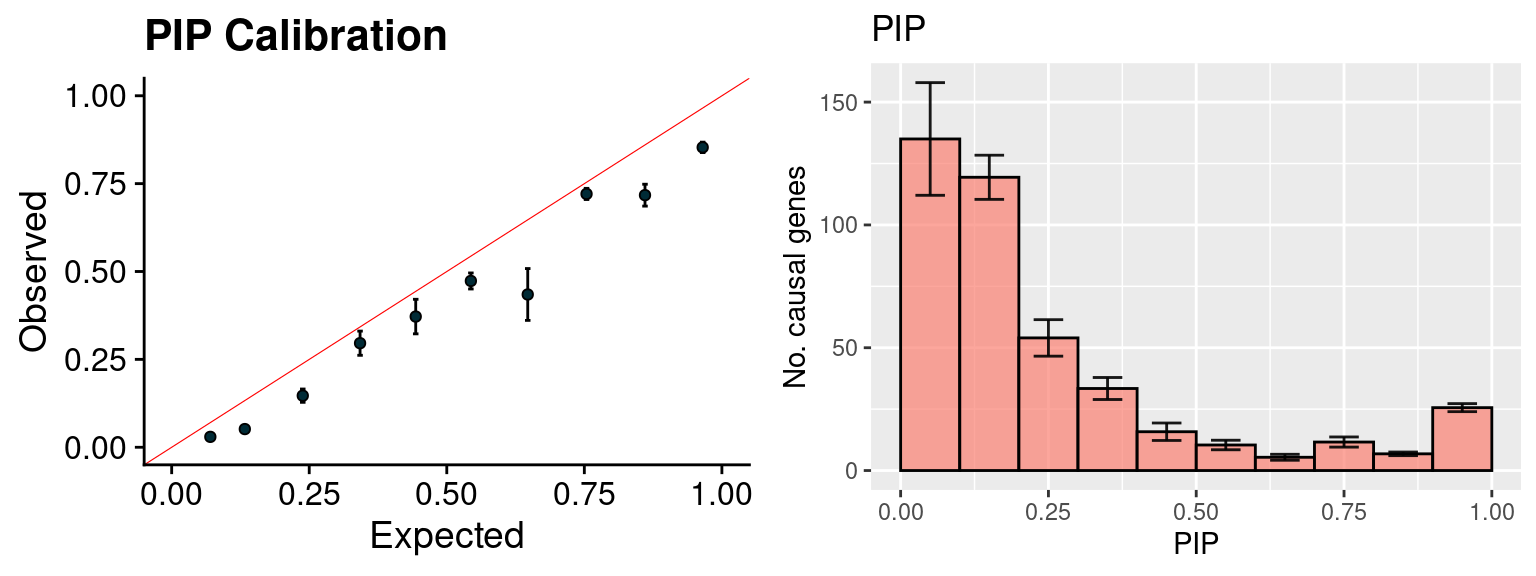 PIP Calibration
1.00
0.75
0.50
0.25
0.00
Observed
0.00 0.25 0.50 0.75 1.00
Expected
PIP
150
100
50
0
No. causal genes
0.00 0.25 0.50 0.75 1.00
PIP